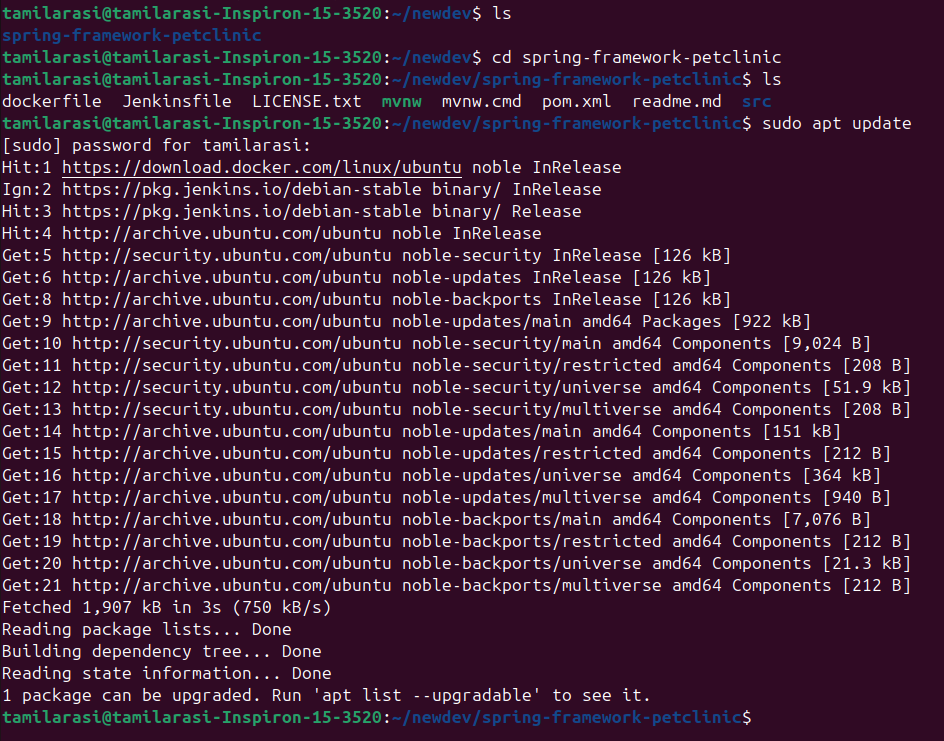 tamilarasi@tamilarasi-Inspiron-15-3520:~/newdev$ ls
spring-framework-petclinic
tamilarasi@tamilarasi-Inspiron-15-3520:~/newdev$ cd spring-framework-petclinic
tamilarasi@tamilarasi-Inspiron-15-3520:~/newdev/spring-framework-petclinic$ ls
dockerfile  Jenkinsfile  LICENSE.txt  mvnw  mvnw.cmd  pom.xml  readme.md  src
tamilarasi@tamilarasi-Inspiron-15-3520:~/newdev/spring-framework-petclinic$ sudo apt update
[sudo] password for tamilarasi:
Hit:1 https://download.docker.com/linux/ubuntu noble InRelease
Ign:2 https://pkg.jenkins.io/debian-stable binary/ InRelease
Hit:3 https://pkg.jenkins.io/debian-stable binary/ Release
Hit:4 http://archive.ubuntu.com/ubuntu noble InRelease
Get:5 http://security.ubuntu.com/ubuntu noble-security InRelease [126 kB]
Get:6 http://archive.ubuntu.com/ubuntu noble-updates InRelease [126 kB]
Get:8 http://archive.ubuntu.com/ubuntu noble-backports InRelease [126 kB]
Get:9 http://archive.ubuntu.com/ubuntu noble-updates/main amd64 Packages [922 kB]
Get:10 http://security.ubuntu.com/ubuntu noble-security/main amd64 Components [9,024 B]
Get:11 http://security.ubuntu.com/ubuntu noble-security/restricted amd64 Components [208 B]
Get:12 http://security.ubuntu.com/ubuntu noble-security/universe amd64 Components [51.9 kB]
Get:13 http://security.ubuntu.com/ubuntu noble-security/multiverse amd64 Components [208 B]
Get:14 http://archive.ubuntu.com/ubuntu noble-updates/main amd64 Components [151 kB]
Get:15 http://archive.ubuntu.com/ubuntu noble-updates/restricted amd64 Components [212 B]
Get:16 http://archive.ubuntu.com/ubuntu noble-updates/universe amd64 Components [364 kB]
Get:17 http://archive.ubuntu.com/ubuntu noble-updates/multiverse amd64 Components [940 B]
Get:18 http://archive.ubuntu.com/ubuntu noble-backports/main amd64 Components [7,076 B]
Get:19 http://archive.ubuntu.com/ubuntu noble-backports/restricted amd64 Components [212 B]
Get:20 http://archive.ubuntu.com/ubuntu noble-backports/universe amd64 Components [21.3 kB]
Get:21 http://archive.ubuntu.com/ubuntu noble-backports/multiverse amd64 Components [212 B]
Fetched 1,907 kB in 3s (750 kB/s)
Reading package lists... Done
Building dependency tree... Done
Reading state information... Done
1 package can be upgraded. Run 'apt list --upgradable' to see it.
tamilarasi@tamilarasi-Inspiron-15-3520:~/newdev/spring-framework-petclinic$